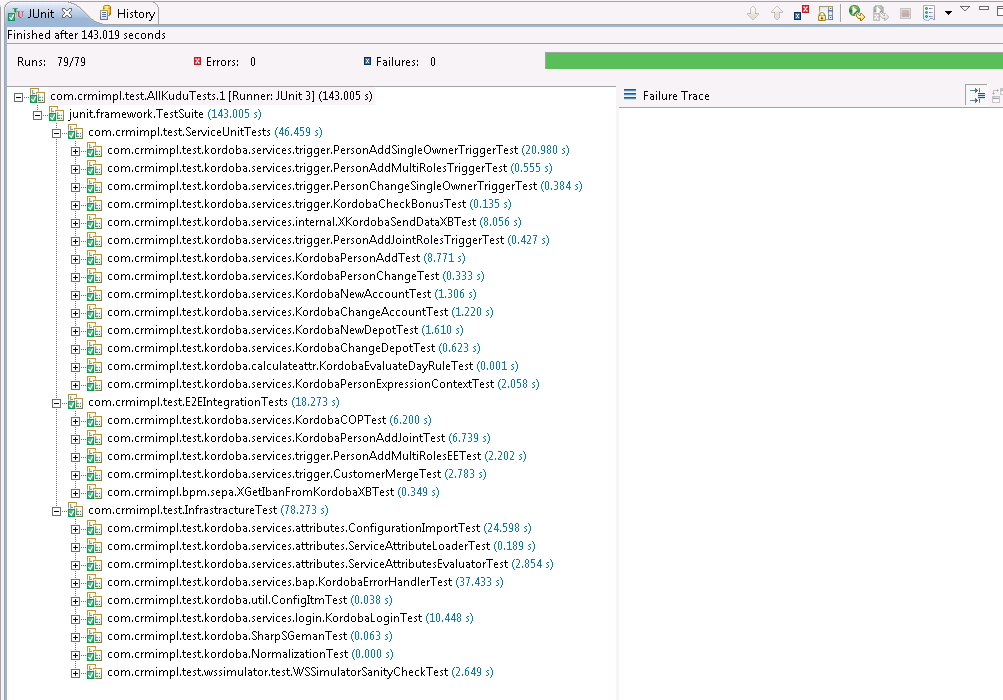 JUnit History
Finished after 143.019 seconds
Runs: 79/79 Errors: 0 Failures: 0
com.crmimpl.test.AllKuduTests.1 [Runner: JUnit 3] (143.005 s)
Failure Trace
junit.framework.TestSuite (143.005 s)
com.crmimpl.test.ServiceUnitTests (46.459 s)
com.crmimpl.test.kordoba.services.trigger.PersonAddSingleOwnerTriggerTest (20.980 s)
com.crmimpl.test.kordoba.services.trigger.PersonAddMultiRolesTriggerTest (0.555 s)
com.crmimpl.test.kordoba.services.trigger.PersonChangeSingleOwnerTriggerTest (0.384 s)
com.crmimpl.test.kordoba.services.trigger.KordobaCheckBonusTest (0.135 s)
com.crmimpl.test.kordoba.services.internal.XKordobaSendDataXBTest (8.056 s)
com.crmimpl.test.kordoba.services.trigger.PersonAddJointRolesTriggerTest (0.427 s)
com.crmimpl.test.kordoba.services.KordobaPersonAddTest (8.771 s)
com.crmimpl.test.kordoba.services.KordobaPersonChangeTest (0.333 s)
com.crmimpl.test.kordoba.services.KordobaNewAccountTest (1.306 s)
com.crmimpl.test.kordoba.services.KordobaChangeAccountTest (1.220 s)
com.crmimpl.test.kordoba.services.KordobaNewDepotTest (1.610 s)
com.crmimpl.test.kordoba.services.KordobaChangeDepotTest (0.623 s)
com.crmimpl.test.kordoba.calculateattr.KordobaEvaluateDayRuleTest (0.001 s)
com.crmimpl.test.kordoba.services.KordobaPersonExpressionContextTest (2.058 s)
com.crmimpl.test.E2EIntegrationTests (18.273 s)
com.crmimpl.test.kordoba.services.KordobaCOPTest (6.200 s)
com.crmimpl.test.kordoba.services.KordobaPersonAddJointTest (6.739 s)
com.crmimpl.test.kordoba.services.trigger.PersonAddMultiRolesEETest (2.202 s)
com.crmimpl.test.kordoba.services.trigger.CustomerMergeTest (2.783 s)
com.crmimpl.bpm.sepa.XGetIbanFromKordobaXBTest (0.349 s)
com.crmimpl.test.InfrastractureTest (78.273 s)
com.crmimpl.test.kordoba.services.attributes.ConfigurationImportTest (24.598 s)
com.crmimpl.test.kordoba.services.attributes.ServiceAttributeLoaderTest (0.189 s)
com.crmimpl.test.kordoba.services.attributes.ServiceAttributesEvaluatorTest (2.854 s)
com.crmimpl.test.kordoba.services.bap.KordobaErrorHandlerTest (37.433 s)
com.crmimpl.test.kordoba.util.ConfigItmTest (0.038 s)
com.crmimpl.test.kordoba.services.login.KordobaLoginTest (10.448 s)
com.crmimpl.test.kordoba.SharpSGemanTest (0.063 s)
com.crmimpl.test.kordoba.NormalizationTest (0.000 s)
com.crmimpl.test.wssimulator.test.WSSimulatorSanityCheckTest (2.649 s)